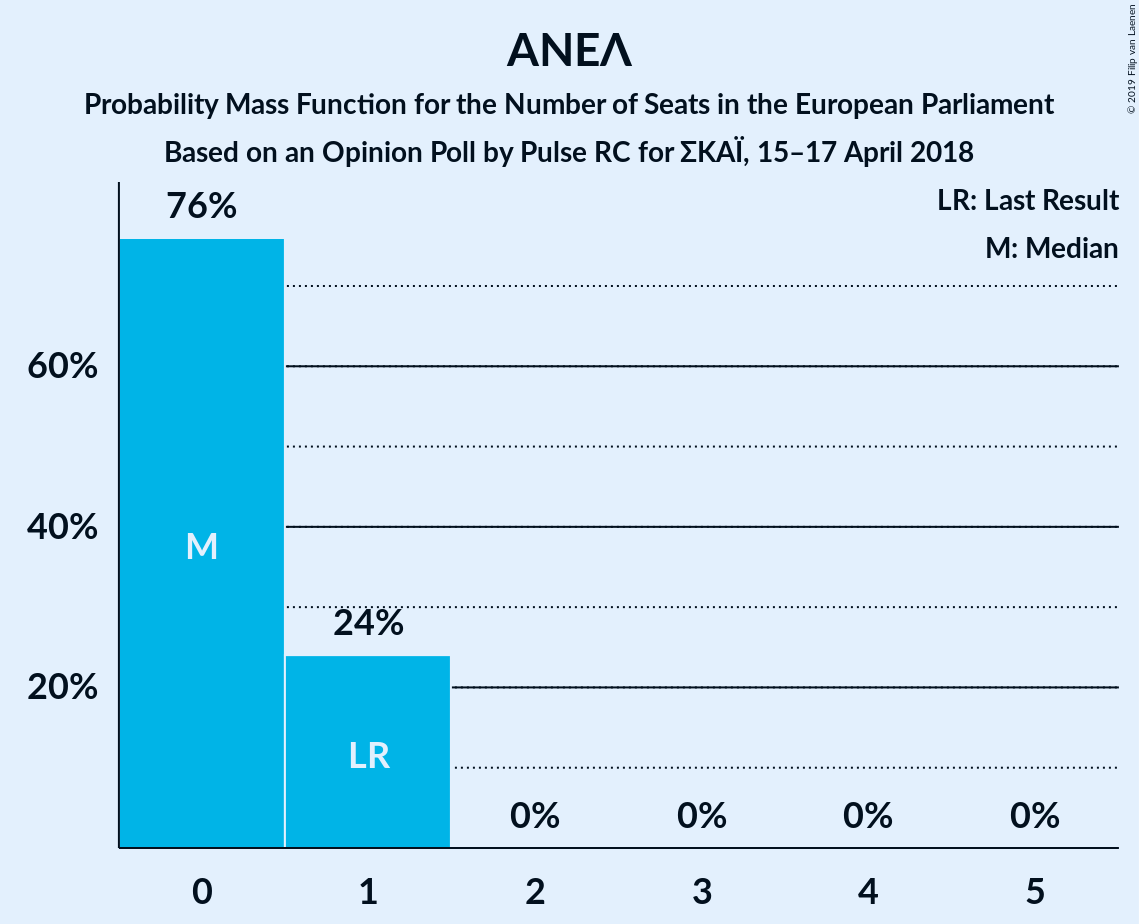 ΑΝΕΛ
Probability Mass Function for the Number of Seats in the European Parliament
Based on an Opinion Poll by Pulse RC for ΣΚΑΪ, 15–17 April 2018
© 2019 Filip van Laenen
LR: Last Result
M: Median
76%
60%
40%
M
24%
20%
LR
0% 0% 0% 0%
0 1 2 3 4 5